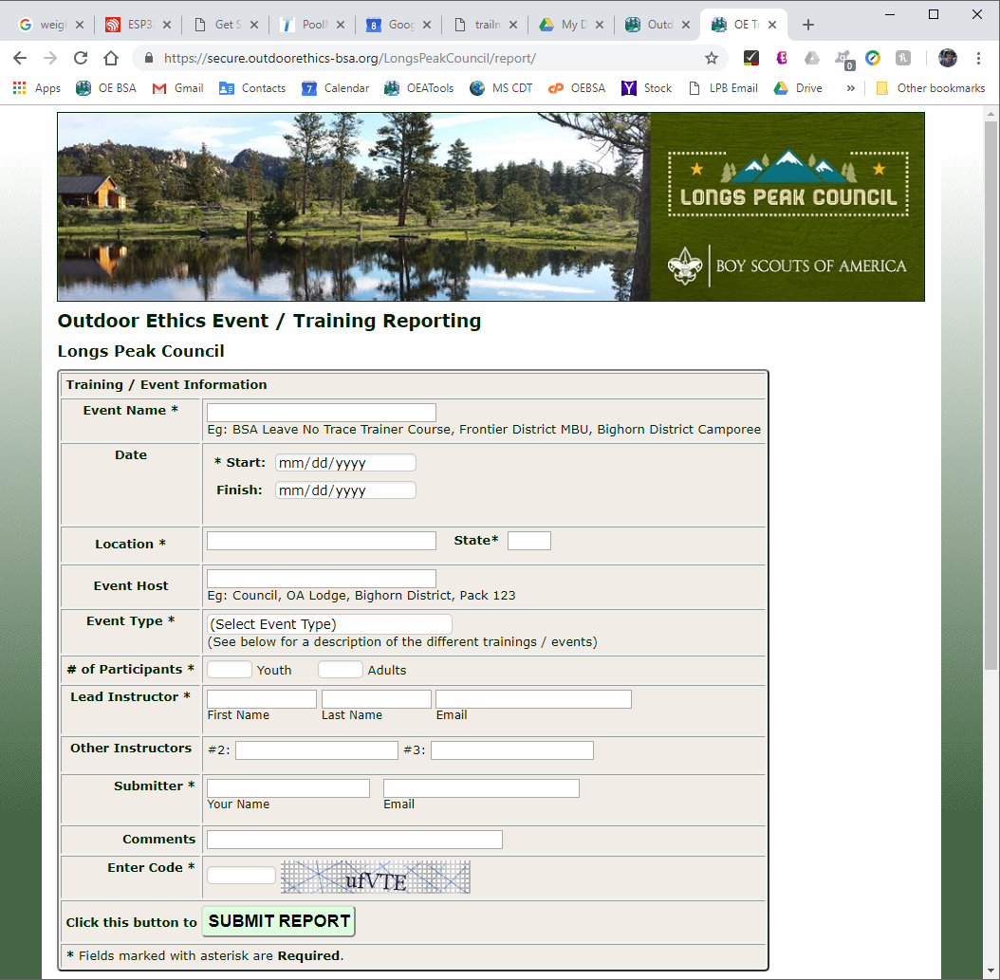 weigl
ESP3
Get S
Pooll
Goog
trailn
My D
Outd
OE Tr
https://secure.outdoorethics-bsa.org/LongsPeakCouncil/report/
0
Apps
OE BSA
Gmail
Contacts
Calendar
OEATools
MS CDT
OEBSA
Stock
LPB Email
Drive
»
Other bookmarks
LONGS PEAK COUNCIL
BOY SCOUTS OF AMERICA
Outdoor Ethics Event / Training Reporting
Longs Peak Council
Training / Event Information
Event Name *
Eg: BSA Leave No Trace Trainer Course, Frontier District MBU, Bighorn District Camporee
Date
* Start: mm/dd/yyyy
Finish: mm/dd/yyyy
Location * State*
Event Host
Eg: Council, OA Lodge, Bighorn District, Pack 123
Event Type * (Select Event Type)
(See below for a description of the different trainings / events)
# of Participants * Youth Adults
Lead Instructor *
First Name Last Name Email
Other Instructors #2: #3:
Submitter *
Your Name Email
Comments
Enter Code * ufVTE
Click this button to SUBMIT REPORT
* Fields marked with asterisk are Required.